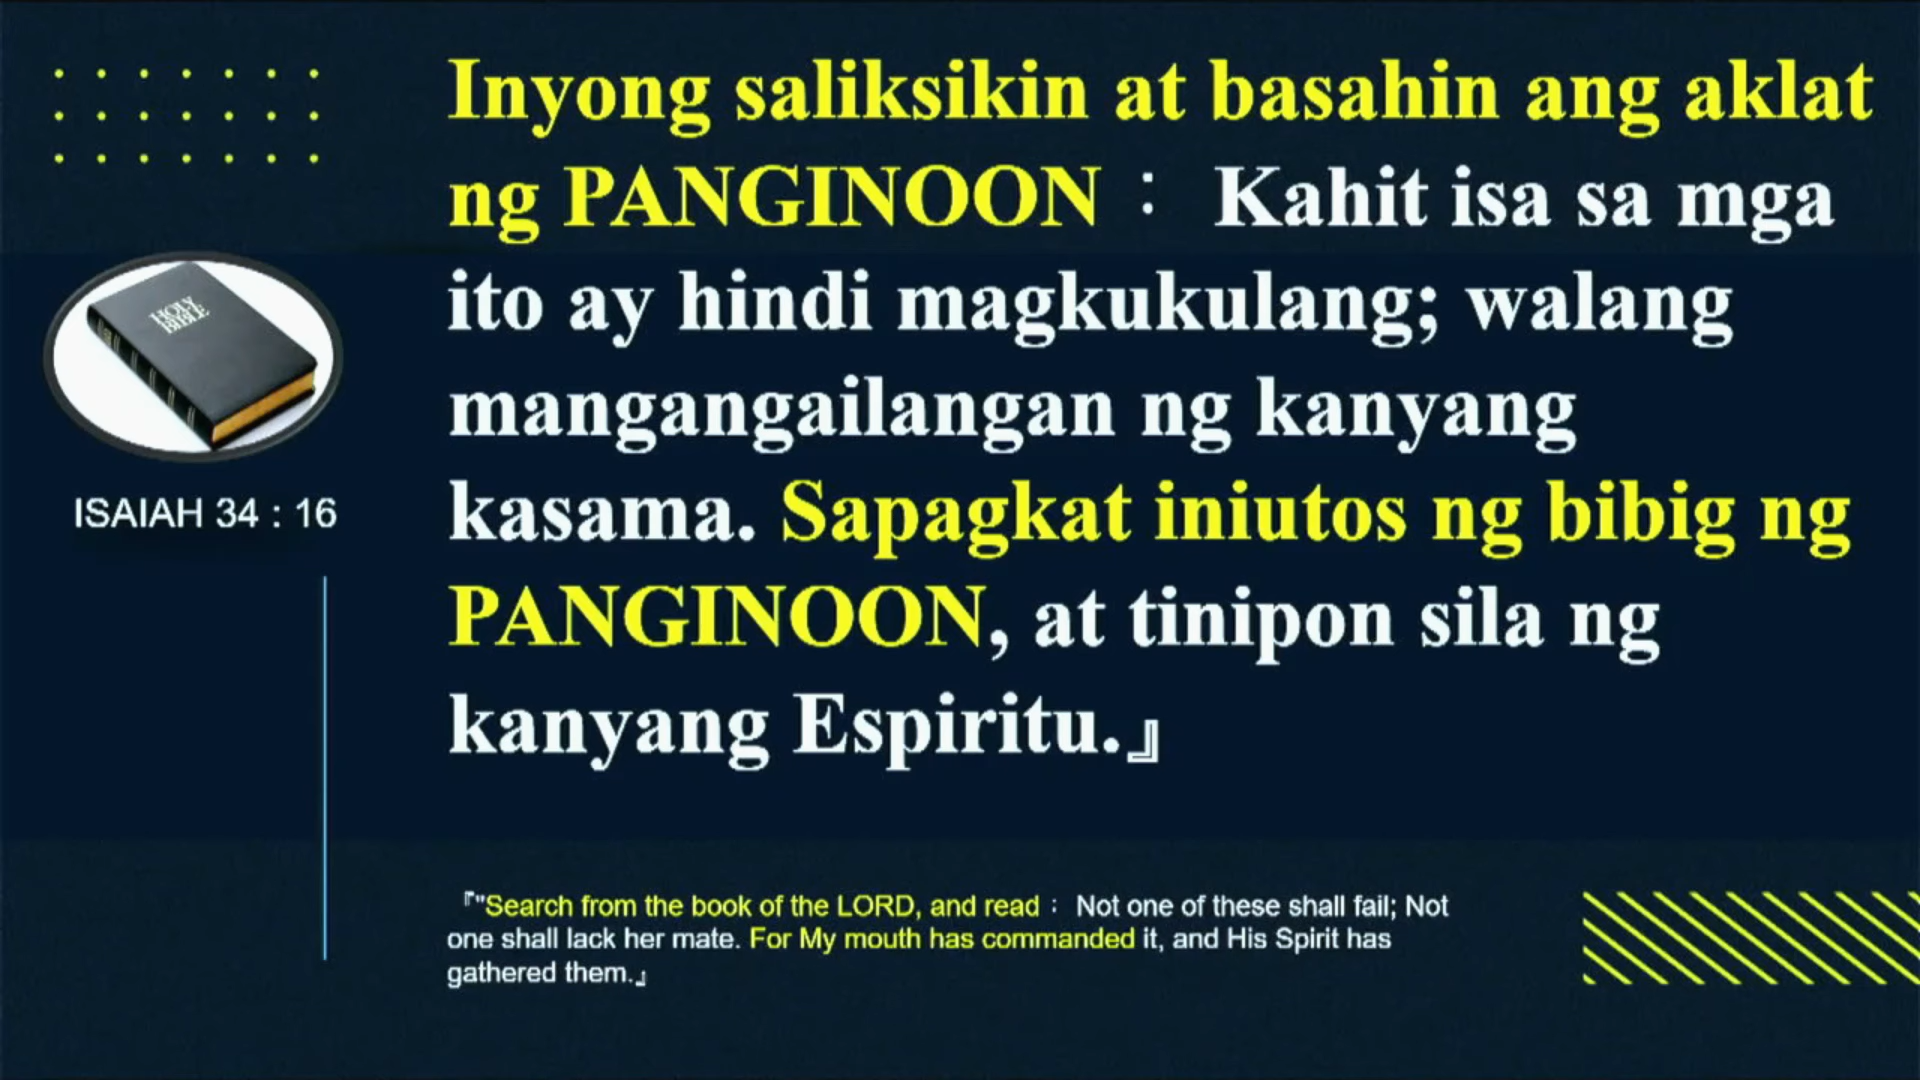 Inyong saliksikin at basahin ang aklat
ng PANGINOON： Kahit isa sa mga
ito ay hindi magkukulang; walang
mangangailangan ng kanyang
kasama. Sapagkat iniutos ng bibig ng
PANGINOON, at tinipon sila ng
kanyang Espiritu.』
HOLY
BIBLE
ISAIAH 34 : 16
『"Search from the book of the LORD, and read： Not one of these shall fail; Not
one shall lack her mate. For My mouth has commanded it, and His Spirit has
gathered them.』